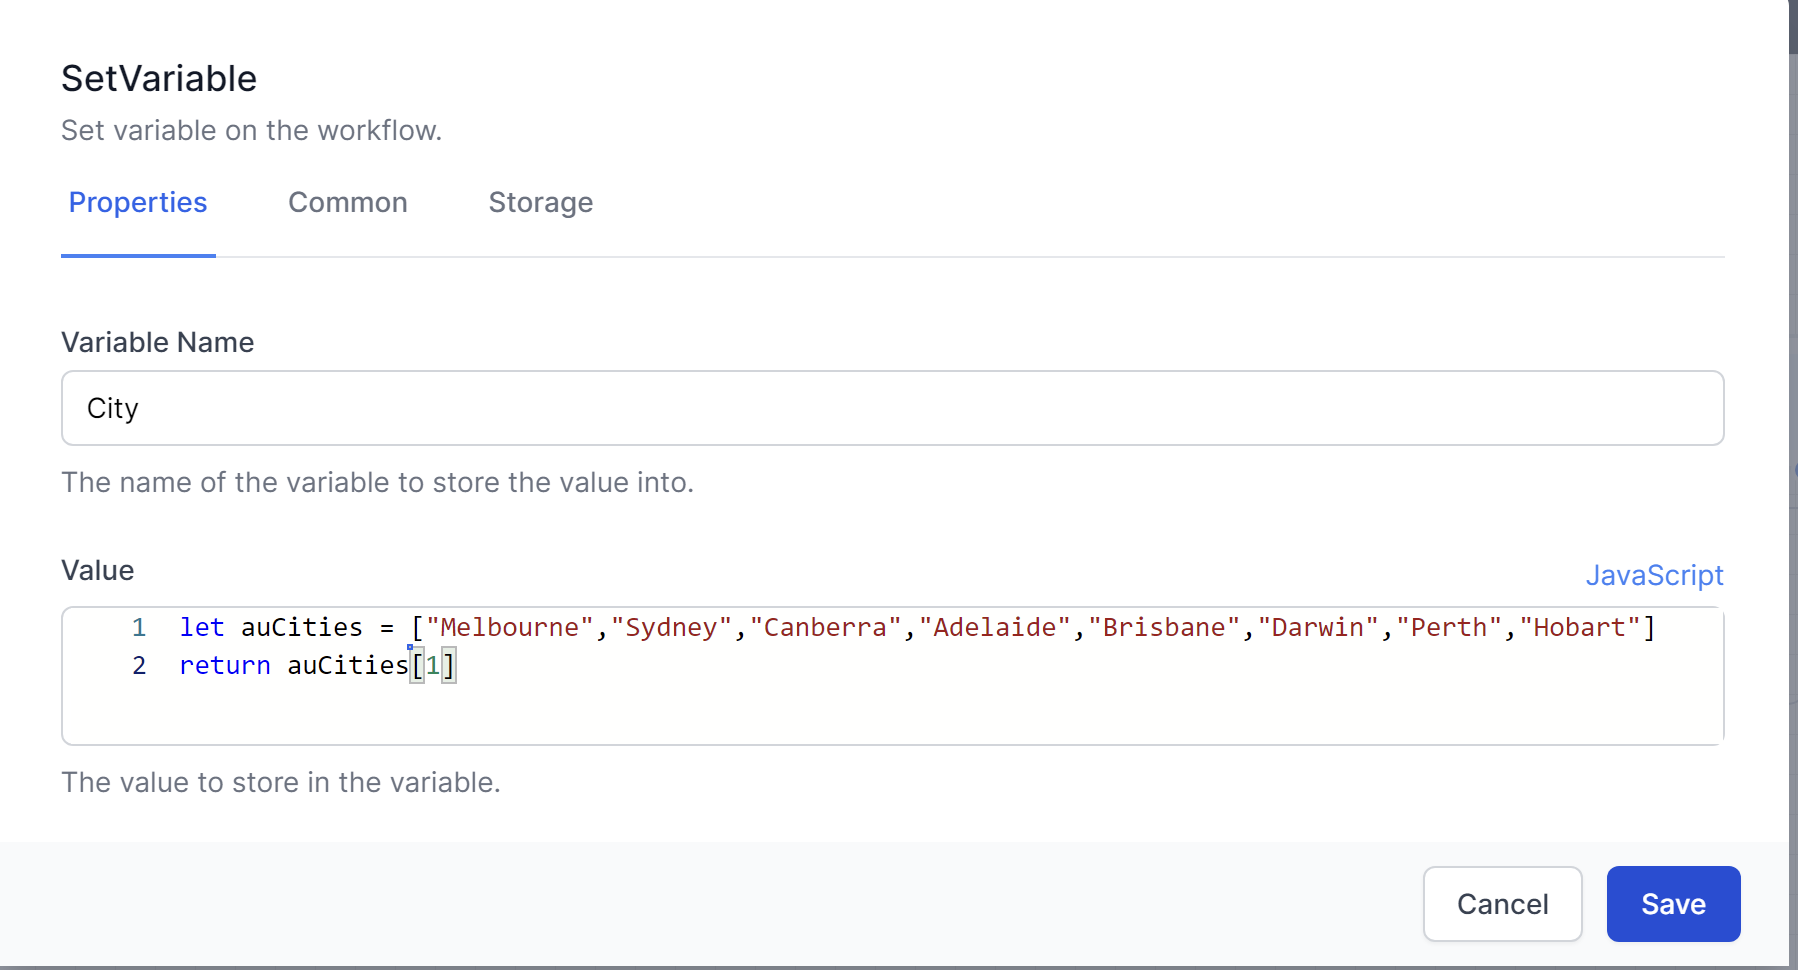 SetVariable
Set variable on the workflow.
Properties Common Storage
Variable Name
City
The name of the variable to store the value into.
Value JavaScript
1 let auCities = ["Melbourne","Sydney","Canberra","Adelaide","Brisbane","Darwin","Perth","Hobart"]
2 return auCities[1]
The value to store in the variable.
Cancel Save